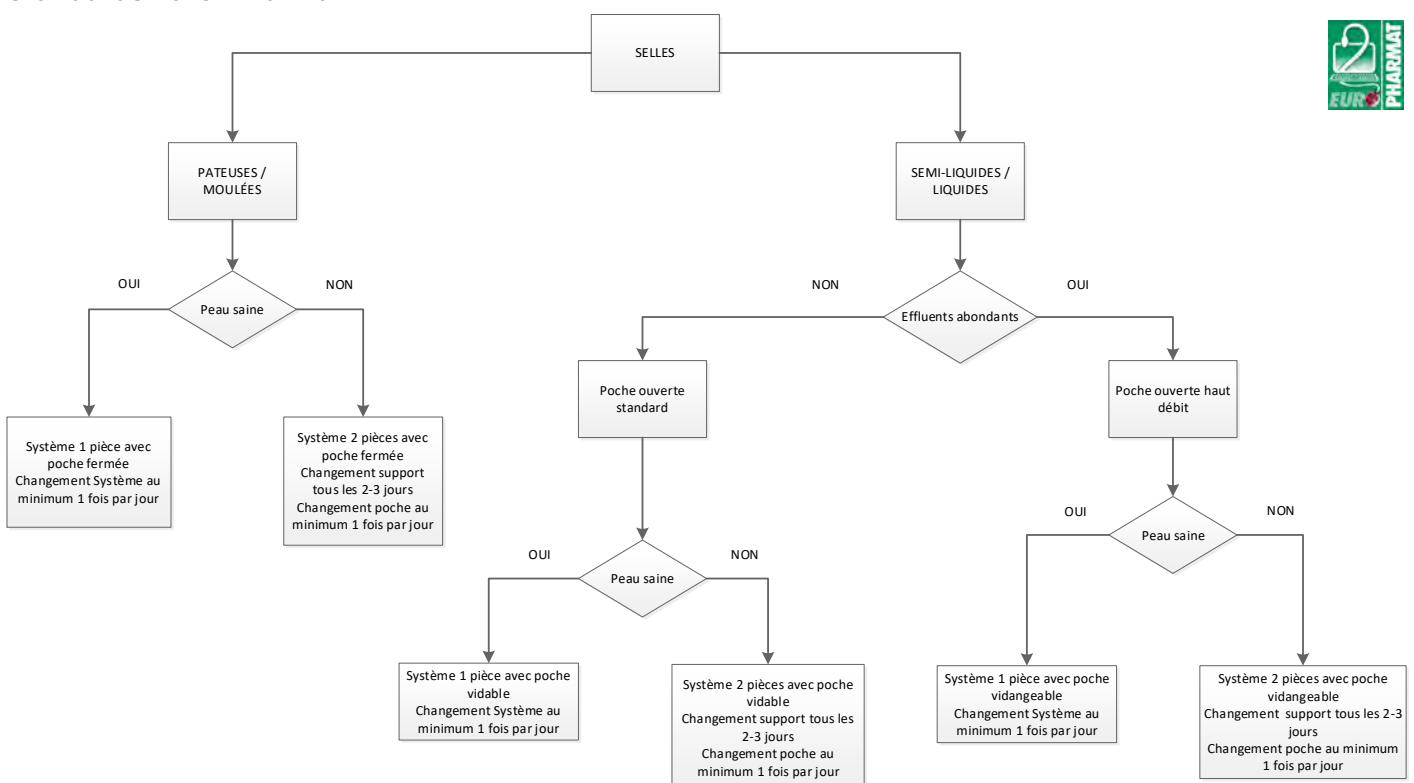 SELLES
EURO
PHARMAT
PATEUSES /
MOULÉES
SEMI-LIQUIDES /
LIQUIDES
OUI
NON
Peau saine
NON
OUI
Effluents abondants
Système 1 pièce avec
poche fermée
Changement Système au
minimum 1 fois par jour
Système 2 pièces avec
poche fermée
Changement support
tous les 2-3 jours
Changement poche au
minimum 1 fois par jour
Poche ouverte
standard
Poche ouverte haut
débit
OUI
NON
Peau saine
OUI
NON
Peau saine
Système 1 pièce avec poche
vidable
Changement Système au
minimum 1 fois par jour
Système 2 pièces avec poche
vidable
Changement support tous les
2-3 jours
Changement poche au
minimum 1 fois par jour
Système 1 pièce avec poche
vidangeable
Changement Système au
minimum 1 fois par jour
Système 2 pièces avec poche
vidangeable
Changement support tous les 2-3
jours
Changement poche au minimum
1 fois par jour